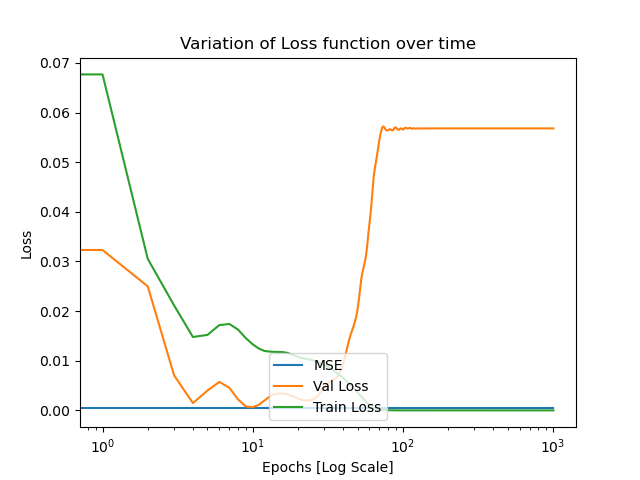 Variation of Loss function over time
Loss
0.07
0.06
0.05
0.04
0.03
0.02
0.01
0.00
MSE
Val Loss
Train Loss
10⁰ 10¹ 10² 10³
Epochs [Log Scale]